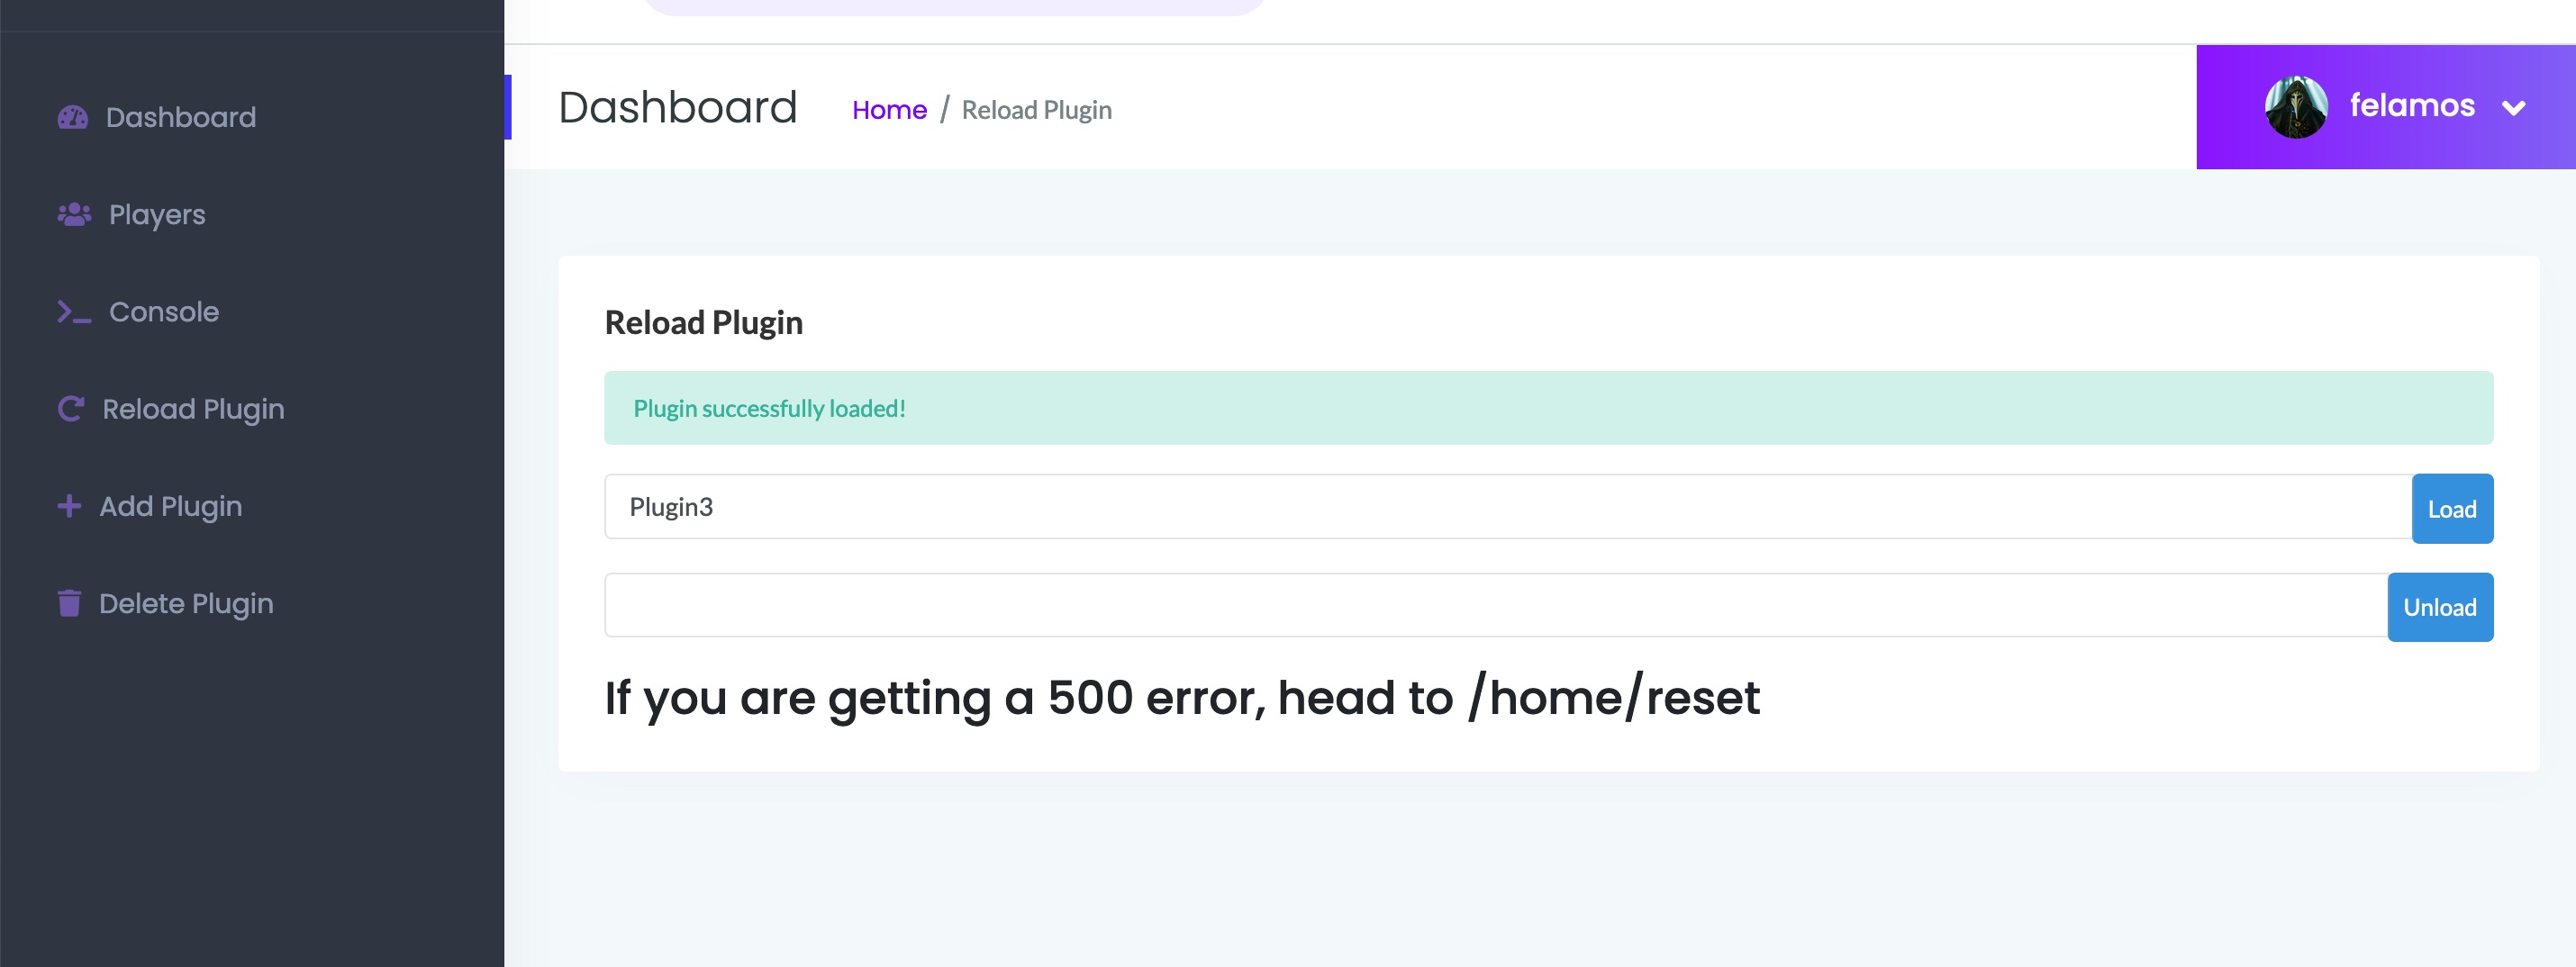 Dashboard
Players
Console
Reload Plugin
Add Plugin
Delete Plugin
Dashboard Home / Reload Plugin
felamos
Reload Plugin
Plugin successfully loaded!
Plugin3 Load
Unload
If you are getting a 500 error, head to /home/reset